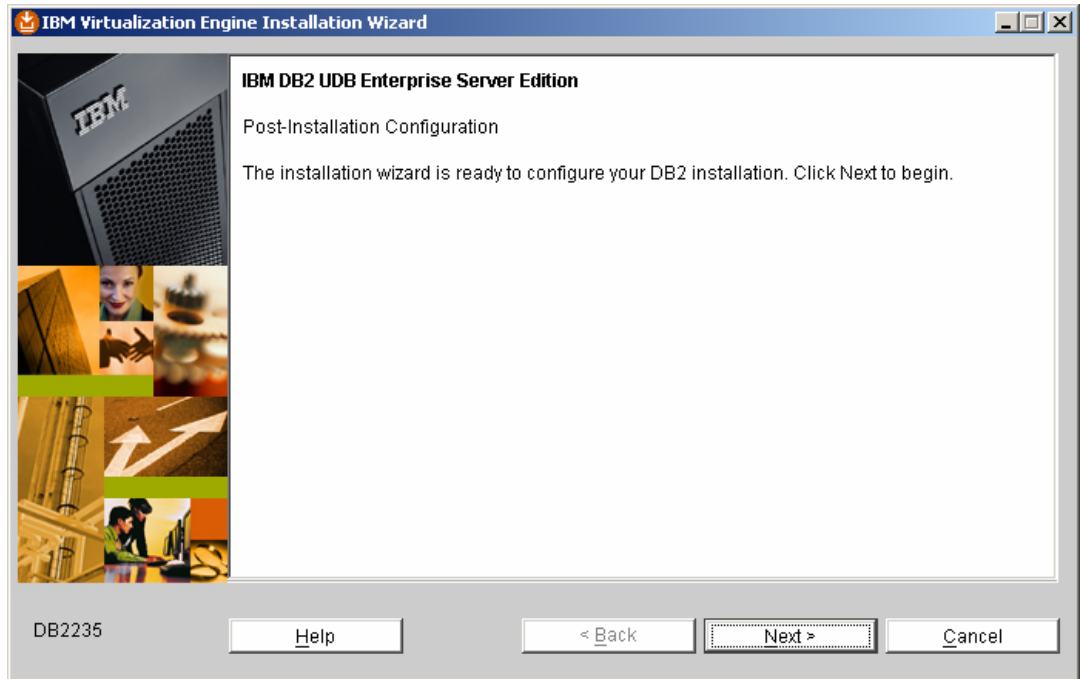 IBM Virtualization Engine Installation Wizard
IBM
IBM DB2 UDB Enterprise Server Edition
Post-Installation Configuration
The installation wizard is ready to configure your DB2 installation. Click Next to begin.
DB2235
Help
< Back
Next >
Cancel